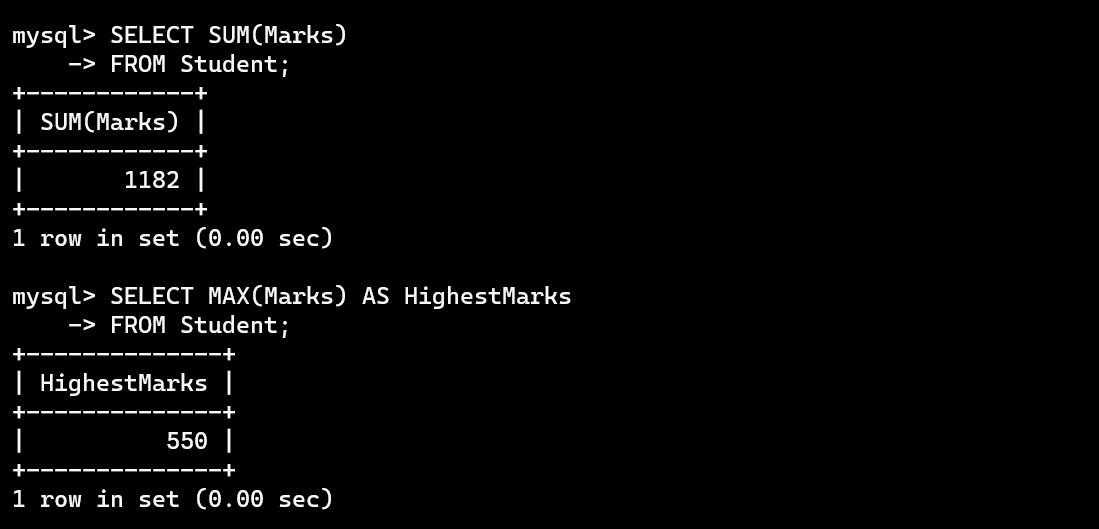 mysql> SELECT SUM(Marks)
    -> FROM Student;
+------------+
| SUM(Marks) |
+------------+
|       1182 |
+------------+
1 row in set (0.00 sec)

mysql> SELECT MAX(Marks) AS HighestMarks
    -> FROM Student;
+--------------+
| HighestMarks |
+--------------+
|          550 |
+--------------+
1 row in set (0.00 sec)